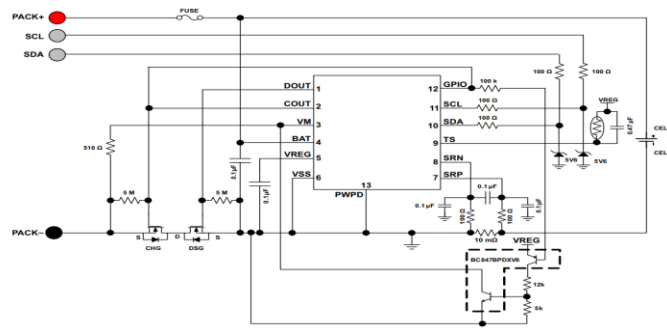 PACK+
FUSE
SCL
SDA
DOUT 1
COUT 2
VM 3
BAT 4
VREG 5
VSS 6
12 GPIO
11 SCL
10 SDA
9 TS
8 SRN
7 SRP
13
PWPD
100 k
100 Ω
100 Ω
100 Ω
100 Ω
VREG
0.47 µF
5V6
5V6
CEL
CEL
510 Ω
5 M
5 M
0.1 µF
0.1 µF
0.1 µF
0.1 µF
0.1 µF
100 Ω
100 Ω
10 mΩ
PACK–
S
D
S
CHG
DSG
VREG
BC847BPDXV6
12k
5k